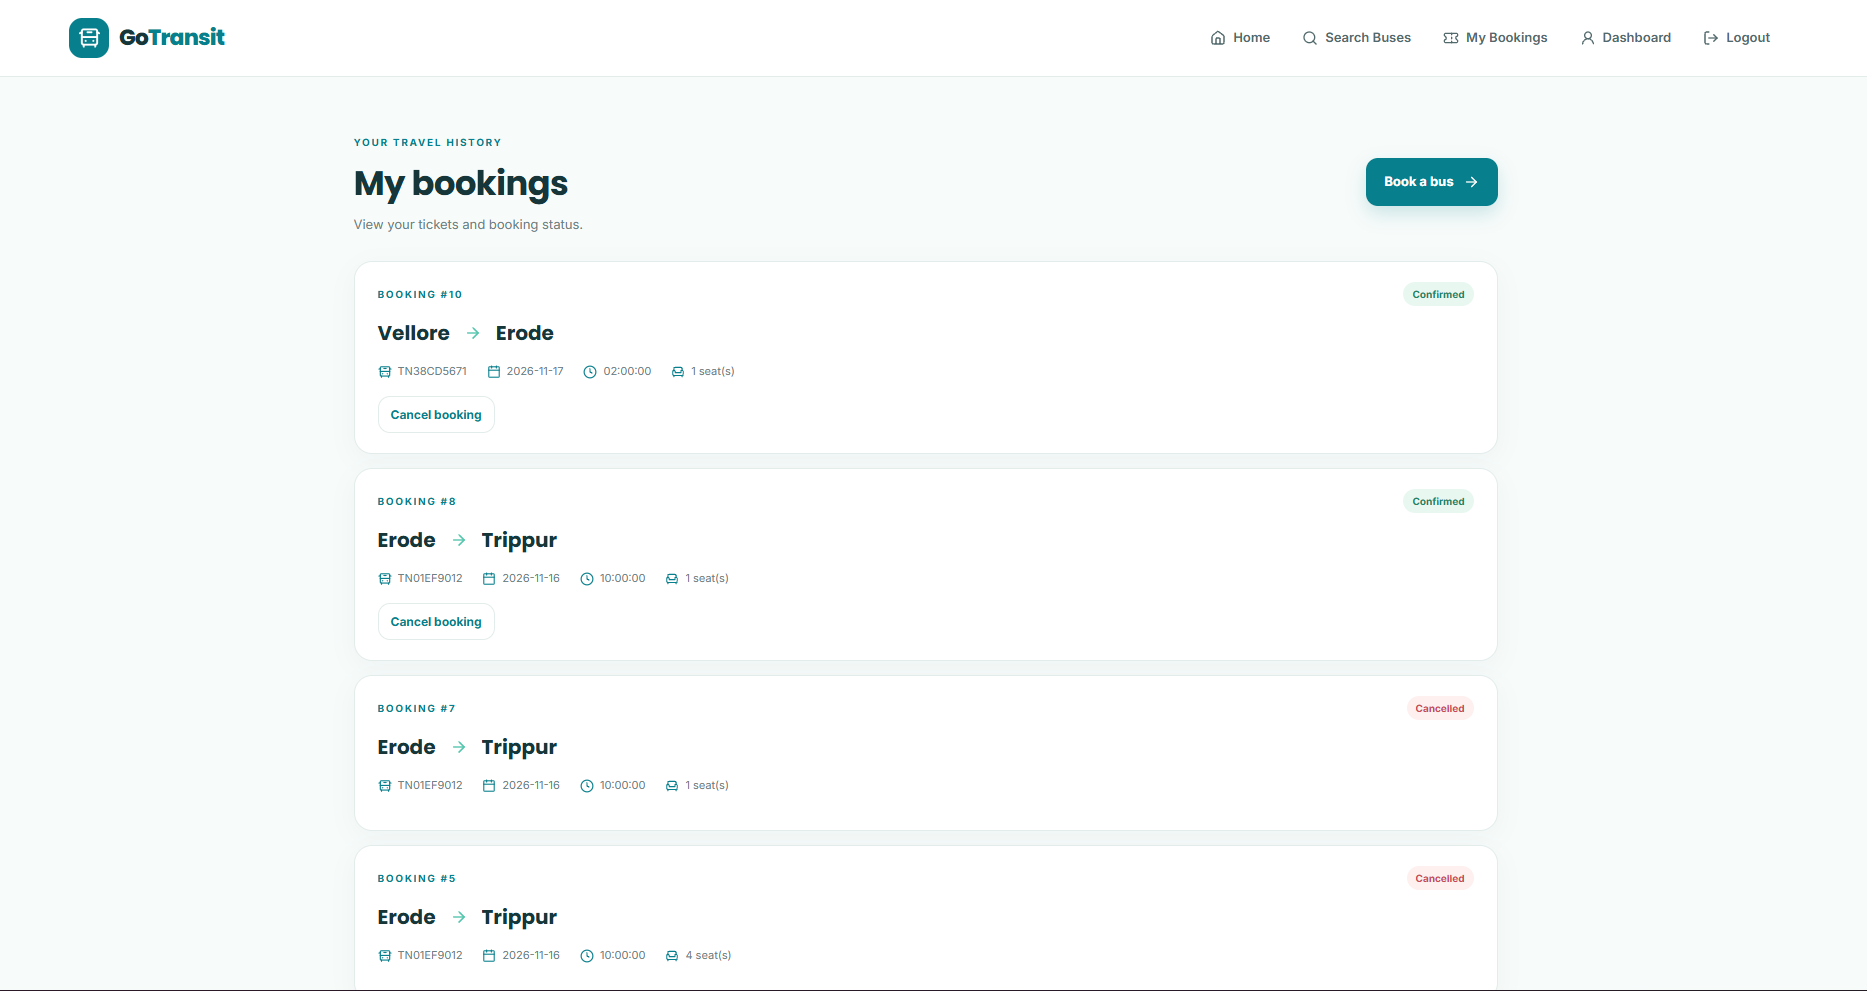 GoTransit
Home Search Buses My Bookings Dashboard Logout
YOUR TRAVEL HISTORY
My bookings
Book a bus
View your tickets and booking status.
BOOKING #10 Confirmed
Vellore → Erode
TN38CD5671 2026-11-17 02:00:00 1 seat(s)
Cancel booking
BOOKING #8 Confirmed
Erode → Trippur
TN01EF9012 2026-11-16 10:00:00 1 seat(s)
Cancel booking
BOOKING #7 Cancelled
Erode → Trippur
TN01EF9012 2026-11-16 10:00:00 1 seat(s)
BOOKING #5 Cancelled
Erode → Trippur
TN01EF9012 2026-11-16 10:00:00 4 seat(s)